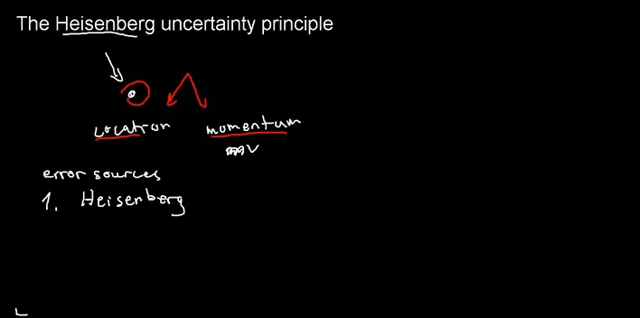 The Heisenberg uncertainty principle
location momentum
mv
error sources
1. Heisenberg